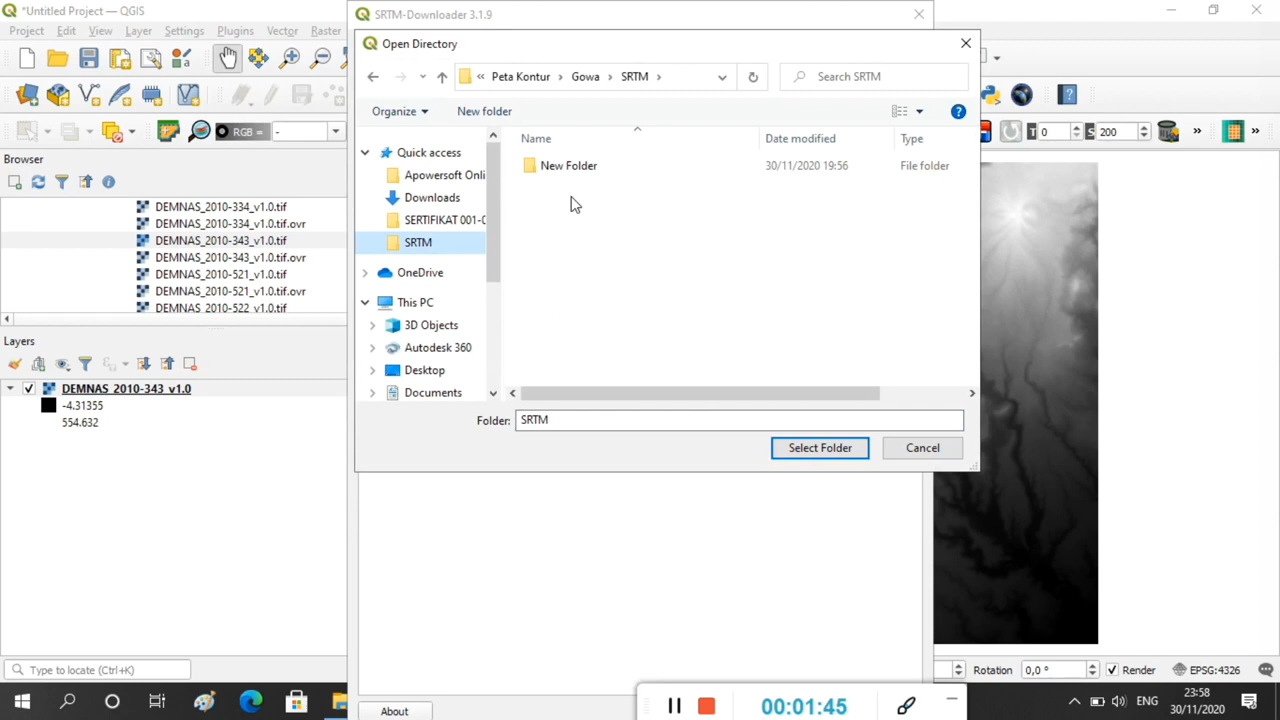 *Untitled Project — QGIS
SRTM-Downloader 3.1.9
Project Edit View Layer Settings Plugins Vector Raster
Open Directory
« Peta Kontur › Gowa › SRTM ›
Search SRTM
Organize
New folder
RGB =
-
T 0
S 200
»
»
Browser
Name
Date modified
Type
Quick access
Apowersoft Onli
Downloads
SERTIFIKAT 001-0
SRTM
OneDrive
This PC
3D Objects
Autodesk 360
Desktop
Documents
New Folder
30/11/2020 19:56
File folder
DEMNAS_2010-334_v1.0.tif
DEMNAS_2010-334_v1.0.tif.ovr
DEMNAS_2010-343_v1.0.tif
DEMNAS_2010-343_v1.0.tif.ovr
DEMNAS_2010-521_v1.0.tif
DEMNAS_2010-521_v1.0.tif.ovr
DEMNAS_2010-522_v1.0.tif
Layers
DEMNAS_2010-343_v1.0
-4.31355
554.632
Folder: SRTM
Select Folder
Cancel
Type to locate (Ctrl+K)
Rotation 0,0 °
Render
EPSG:4326
About
00:01:45
ENG
23:58
30/11/2020